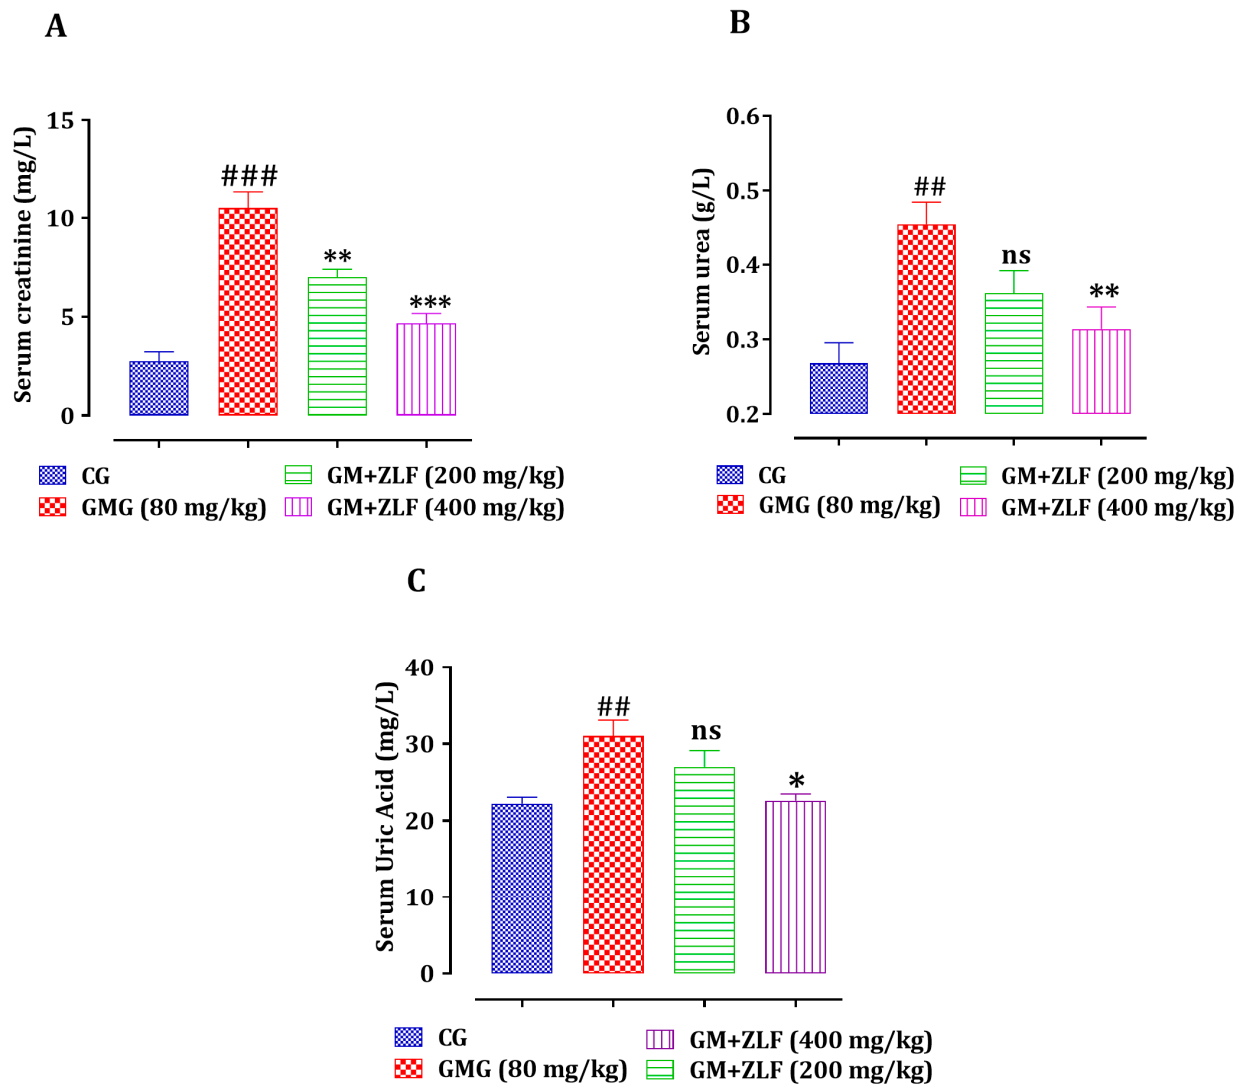 A
Serum creatinine (mg/L)
15
10
5
0
###
**
***
CG
GM+ZLF (200 mg/kg)
GMG (80 mg/kg)
GM+ZLF (400 mg/kg)
B
Serum urea (g/L)
0.6
0.5
0.4
0.3
0.2
##
ns
**
CG
GM+ZLF (200 mg/kg)
GMG (80 mg/kg)
GM+ZLF (400 mg/kg)
C
Serum Uric Acid (mg/L)
40
30
20
10
0
##
ns
*
CG
GM+ZLF (400 mg/kg)
GMG (80 mg/kg)
GM+ZLF (200 mg/kg)